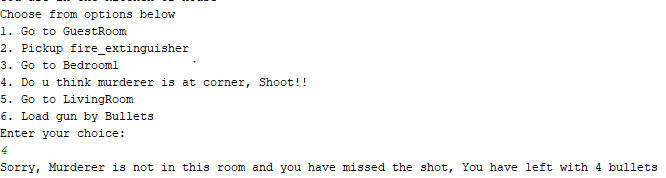 Choose from options below
1. Go to GuestRoom
2. Pickup fire_extinguisher
3. Go to Bedroom1
4. Do u think murderer is at corner, Shoot!!
5. Go to LivingRoom
6. Load gun by Bullets
Enter your choice:
4
Sorry, Murderer is not in this room and you have missed the shot, You have left with 4 bullets